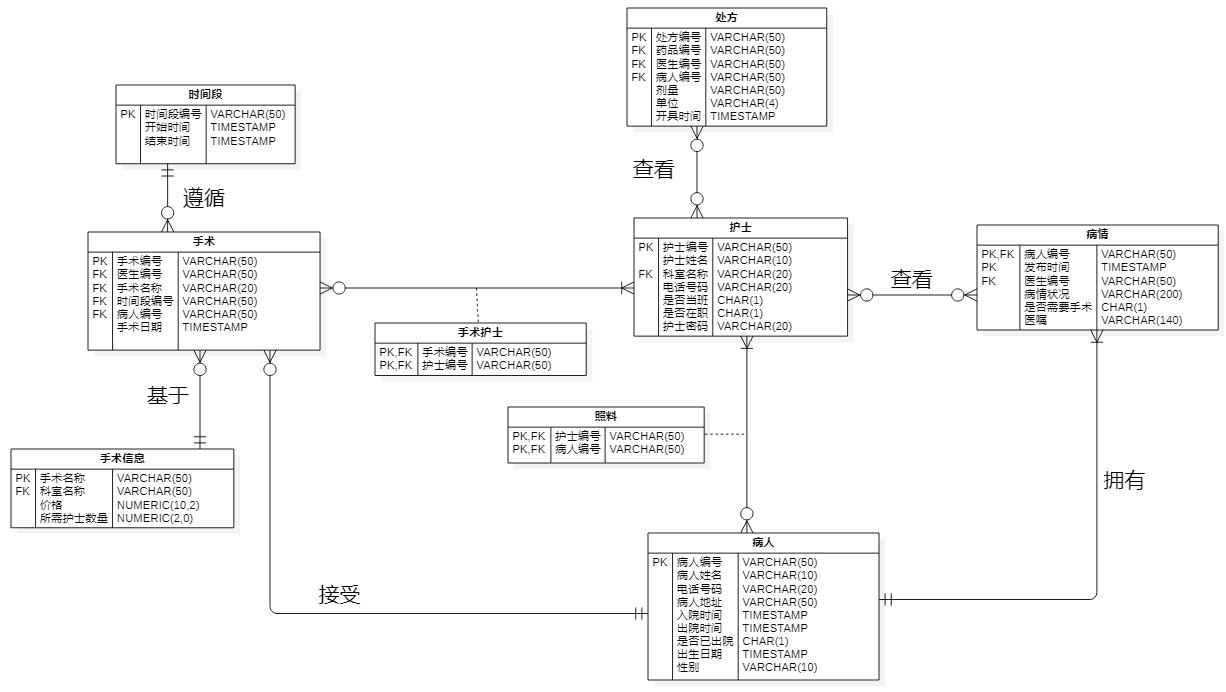 处方
PK 处方编号 VARCHAR(50)
FK 药品编号 VARCHAR(50)
FK 医生编号 VARCHAR(50)
FK 病人编号 VARCHAR(50)
剂量 VARCHAR(50)
单位 VARCHAR(4)
开具时间 TIMESTAMP
时间段
PK 时间段编号 VARCHAR(50)
开始时间 TIMESTAMP
结束时间 TIMESTAMP
查看
遵循
手术
PK 手术编号 VARCHAR(50)
FK 医生编号 VARCHAR(50)
FK 手术名称 VARCHAR(20)
FK 时间段编号 VARCHAR(50)
FK 病人编号 VARCHAR(50)
手术日期 TIMESTAMP
护士
PK 护士编号 VARCHAR(50)
护士姓名 VARCHAR(10)
FK 科室名称 VARCHAR(20)
电话号码 VARCHAR(20)
是否当班 CHAR(1)
是否在职 CHAR(1)
护士密码 VARCHAR(20)
查看
病情
PK,FK 病人编号 VARCHAR(50)
PK 发布时间 TIMESTAMP
FK 医生编号 VARCHAR(50)
病情状况 VARCHAR(200)
是否需要手术 CHAR(1)
医嘱 VARCHAR(140)
手术护士
PK,FK 手术编号 VARCHAR(50)
PK,FK 护士编号 VARCHAR(50)
基于
照料
PK,FK 护士编号 VARCHAR(50)
PK,FK 病人编号 VARCHAR(50)
手术信息
PK 手术名称 VARCHAR(50)
FK 科室名称 VARCHAR(50)
价格 NUMERIC(10,2)
所需护士数量 NUMERIC(2,0)
拥有
病人
PK 病人编号 VARCHAR(50)
病人姓名 VARCHAR(10)
电话号码 VARCHAR(20)
病人地址 VARCHAR(50)
入院时间 TIMESTAMP
出院时间 TIMESTAMP
是否已出院 CHAR(1)
出生日期 TIMESTAMP
性别 VARCHAR(10)
接受